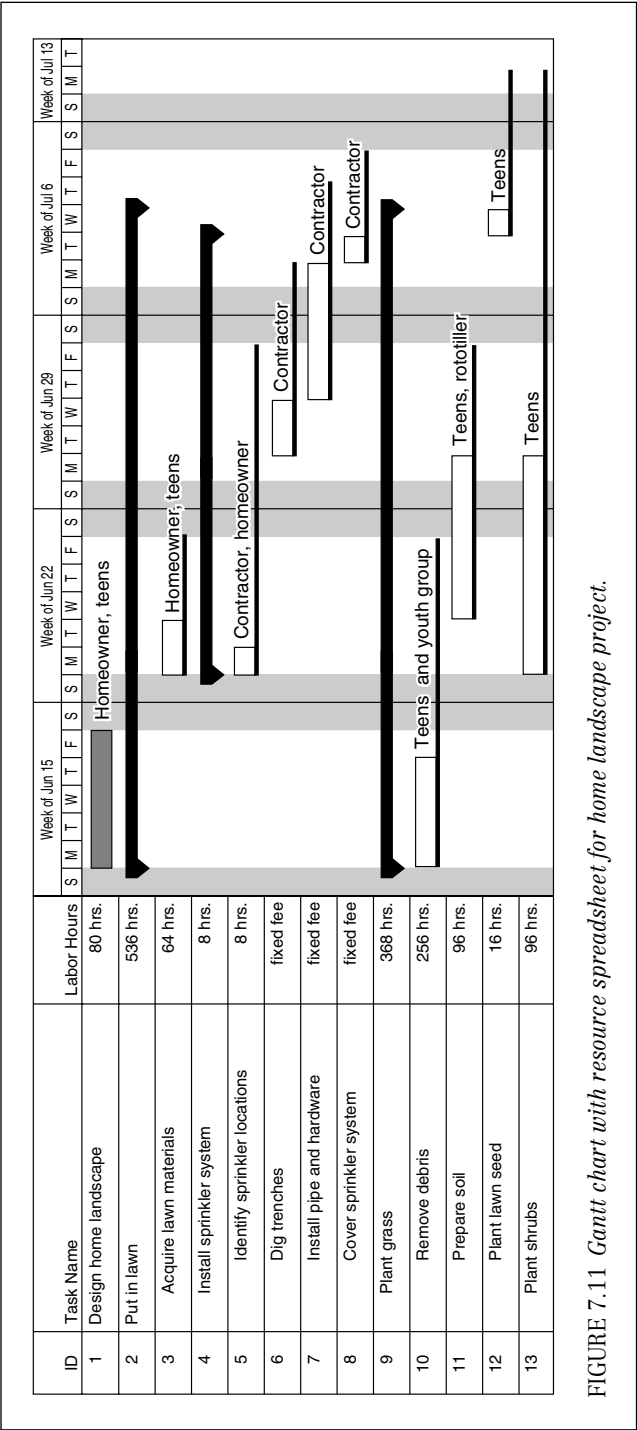 Week of Jun 15 Week of Jun 22 Week of Jun 29 Week of Jul 6 Week of Jul 13
ID Task Name Labor Hours S M T W T F S S M T W T F S S M T W T F S S M T W T F S S M T
1 Design home landscape 80 hrs. Homeowner, teens
2 Put in lawn 536 hrs.
3 Acquire lawn materials 64 hrs. Homeowner, teens
4 Install sprinkler system 8 hrs.
5 Identify sprinkler locations 8 hrs. Contractor, homeowner
6 Dig trenches fixed fee Contractor
7 Install pipe and hardware fixed fee Contractor
8 Cover sprinkler system fixed fee Contractor
9 Plant grass 368 hrs.
10 Remove debris 256 hrs. Teens and youth group
11 Prepare soil 96 hrs. Teens, rototiller
12 Plant lawn seed 16 hrs. Teens
13 Plant shrubs 96 hrs. Teens
FIGURE 7.11 Gantt chart with resource spreadsheet for home landscape project.